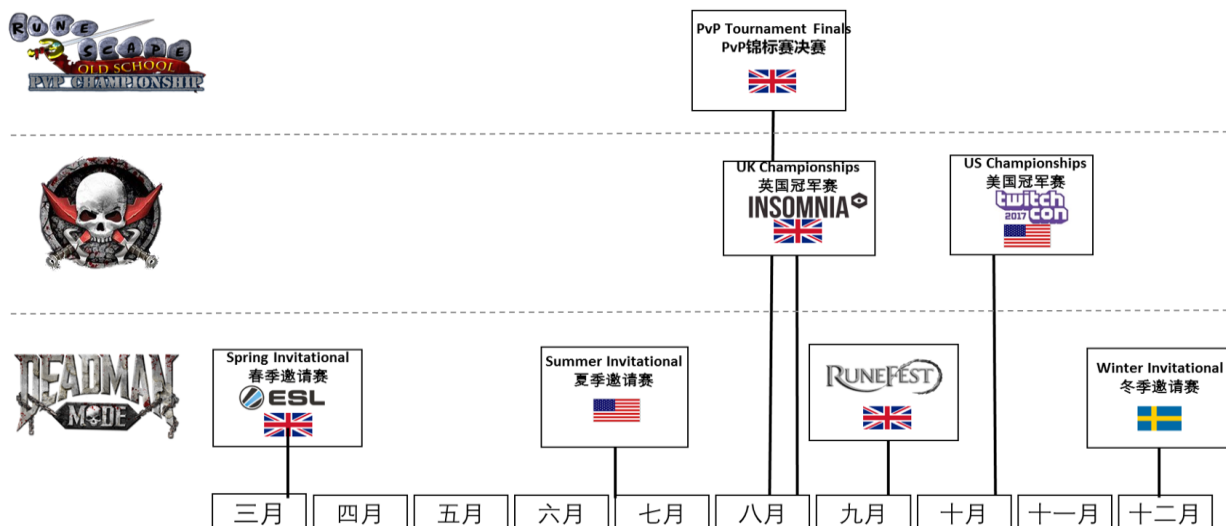 RUNE
SCAPE
OLD SCHOOL
PVP CHAMPIONSHIP
PvP Tournament Finals
PvP锦标赛决赛
UK Championships
英国冠军赛
INSOMNIA
US Championships
美国冠军赛
twitch
2017 con
DEADMAN
MODE
Spring Invitational
春季邀请赛
ESL
Summer Invitational
夏季邀请赛
RUNEFEST
Winter Invitational
冬季邀请赛
三月
四月
五月
六月
七月
八月
九月
十月
十一月
十二月